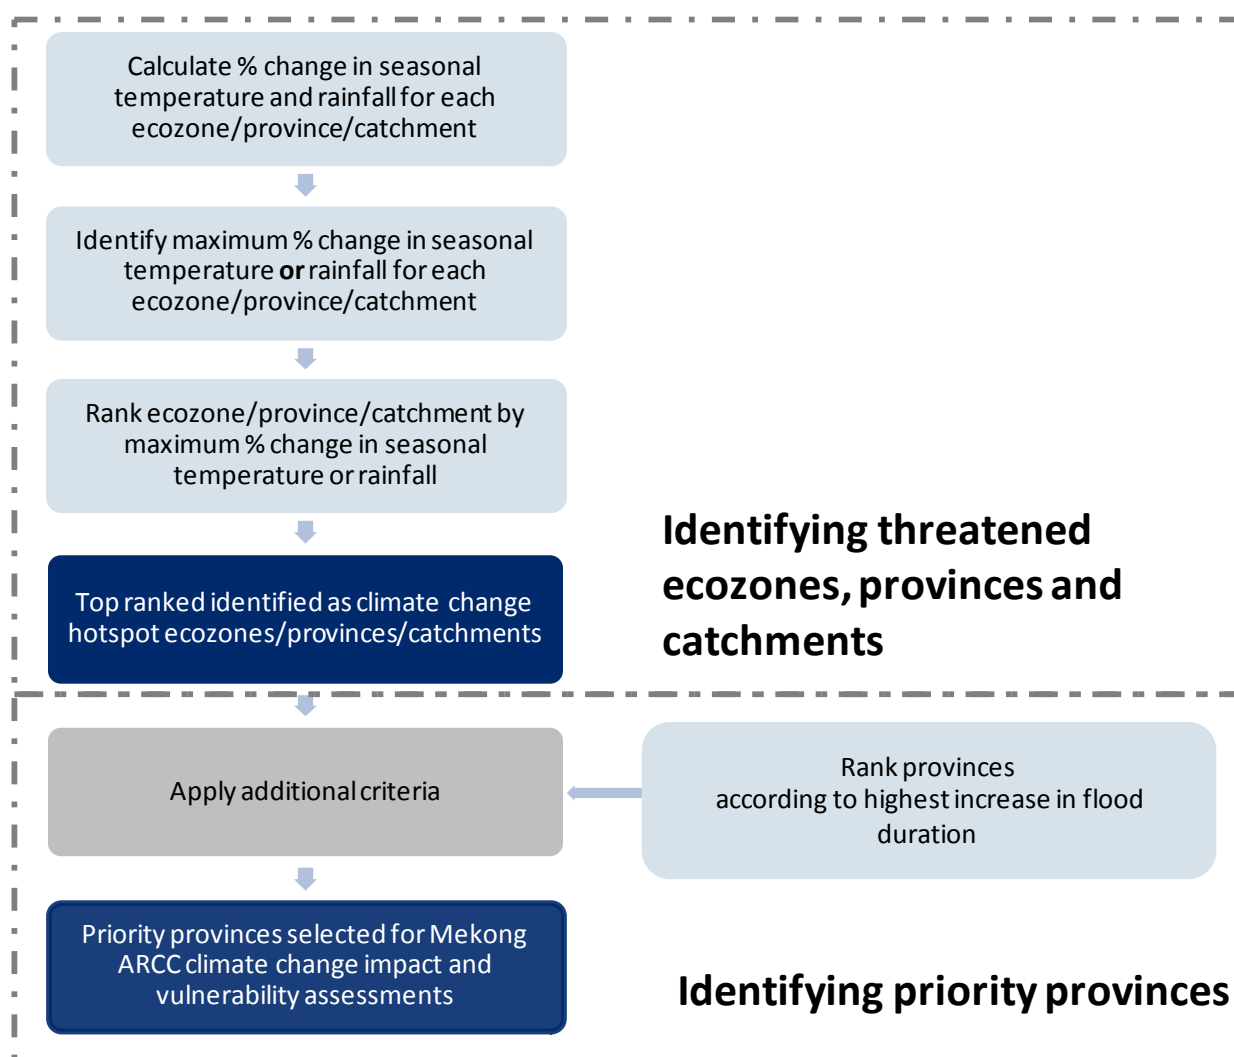 Calculate % change in seasonal
temperature and rainfall for each
ecozone/province/catchment
Identify maximum % change in seasonal
temperature or rainfall for each
ecozone/province/catchment
Rank ecozone/province/catchment by
maximum % change in seasonal
temperature or rainfall
Top ranked identified as climate change
hotspot ecozones/provinces/catchments
Identifying threatened
ecozones, provinces and
catchments
Apply additional criteria
Rank provinces
according to highest increase in flood
duration
Priority provinces selected for Mekong
ARCC climate change impact and
vulnerability assessments
Identifying priority provinces